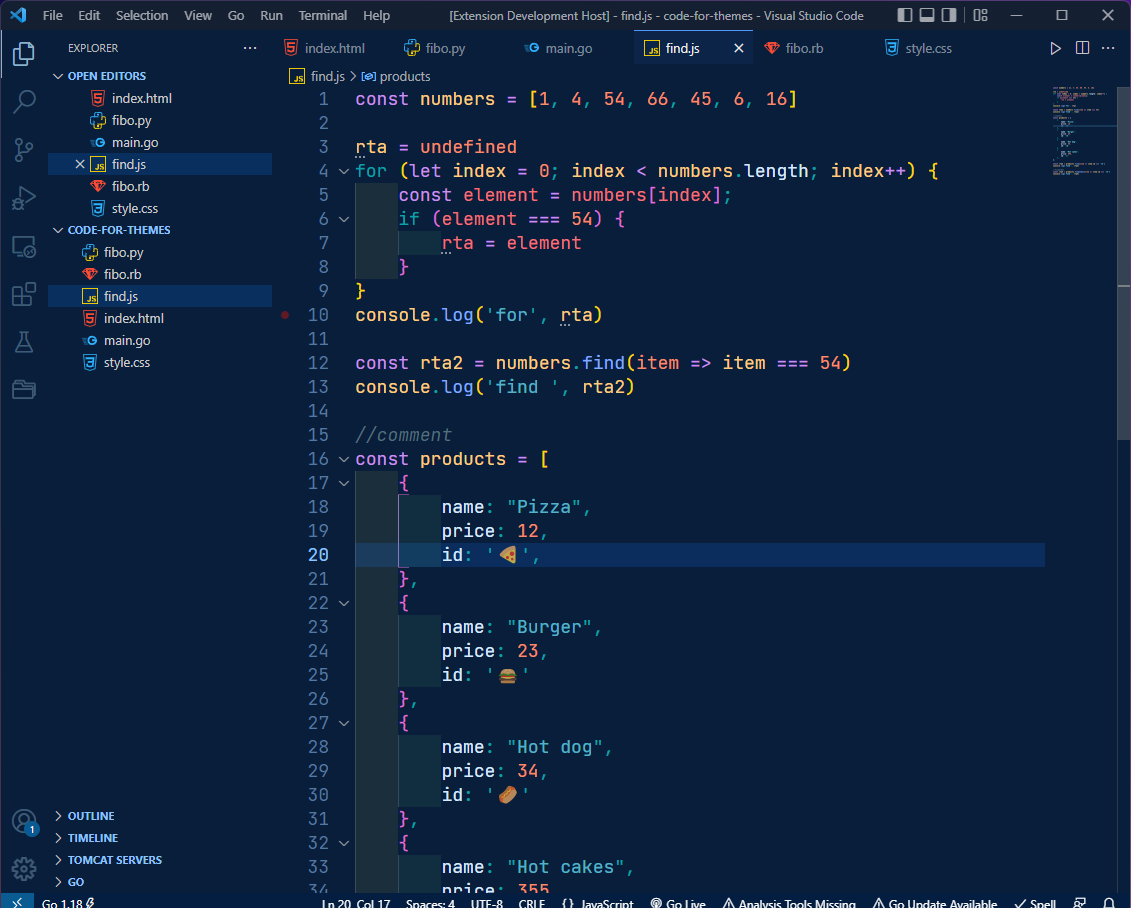 File Edit Selection View Go Run Terminal Help [Extension Development Host] - find.js - code-for-themes - Visual Studio Code
EXPLORER
index.html fibo.py main.go find.js fibo.rb style.css
OPEN EDITORS
index.html
fibo.py
main.go
find.js
fibo.rb
style.css
CODE-FOR-THEMES
fibo.py
fibo.rb
find.js
index.html
main.go
style.css
OUTLINE
TIMELINE
TOMCAT SERVERS
GO
1
find.js > products
1 const numbers = [1, 4, 54, 66, 45, 6, 16]
2
3 rta = undefined
4 for (let index = 0; index < numbers.length; index++) {
5 const element = numbers[index];
6 if (element === 54) {
7 rta = element
8 }
9 }
10 console.log('for', rta)
11
12 const rta2 = numbers.find(item => item === 54)
13 console.log('find ', rta2)
14
15 //comment
16 const products = [
17 {
18 name: "Pizza",
19 price: 12,
20 id: '🍕',
21 },
22 {
23 name: "Burger",
24 price: 23,
25 id: '🍔'
26 },
27 {
28 name: "Hot dog",
29 price: 34,
30 id: '🌭'
31 },
32 {
33 name: "Hot cakes",
34 price: 355
Go 1.18 Ln 20, Col 17 Spaces: 4 UTF-8 CRLF {} JavaScript Go Live Analysis Tools Missing Go Update Available Spell